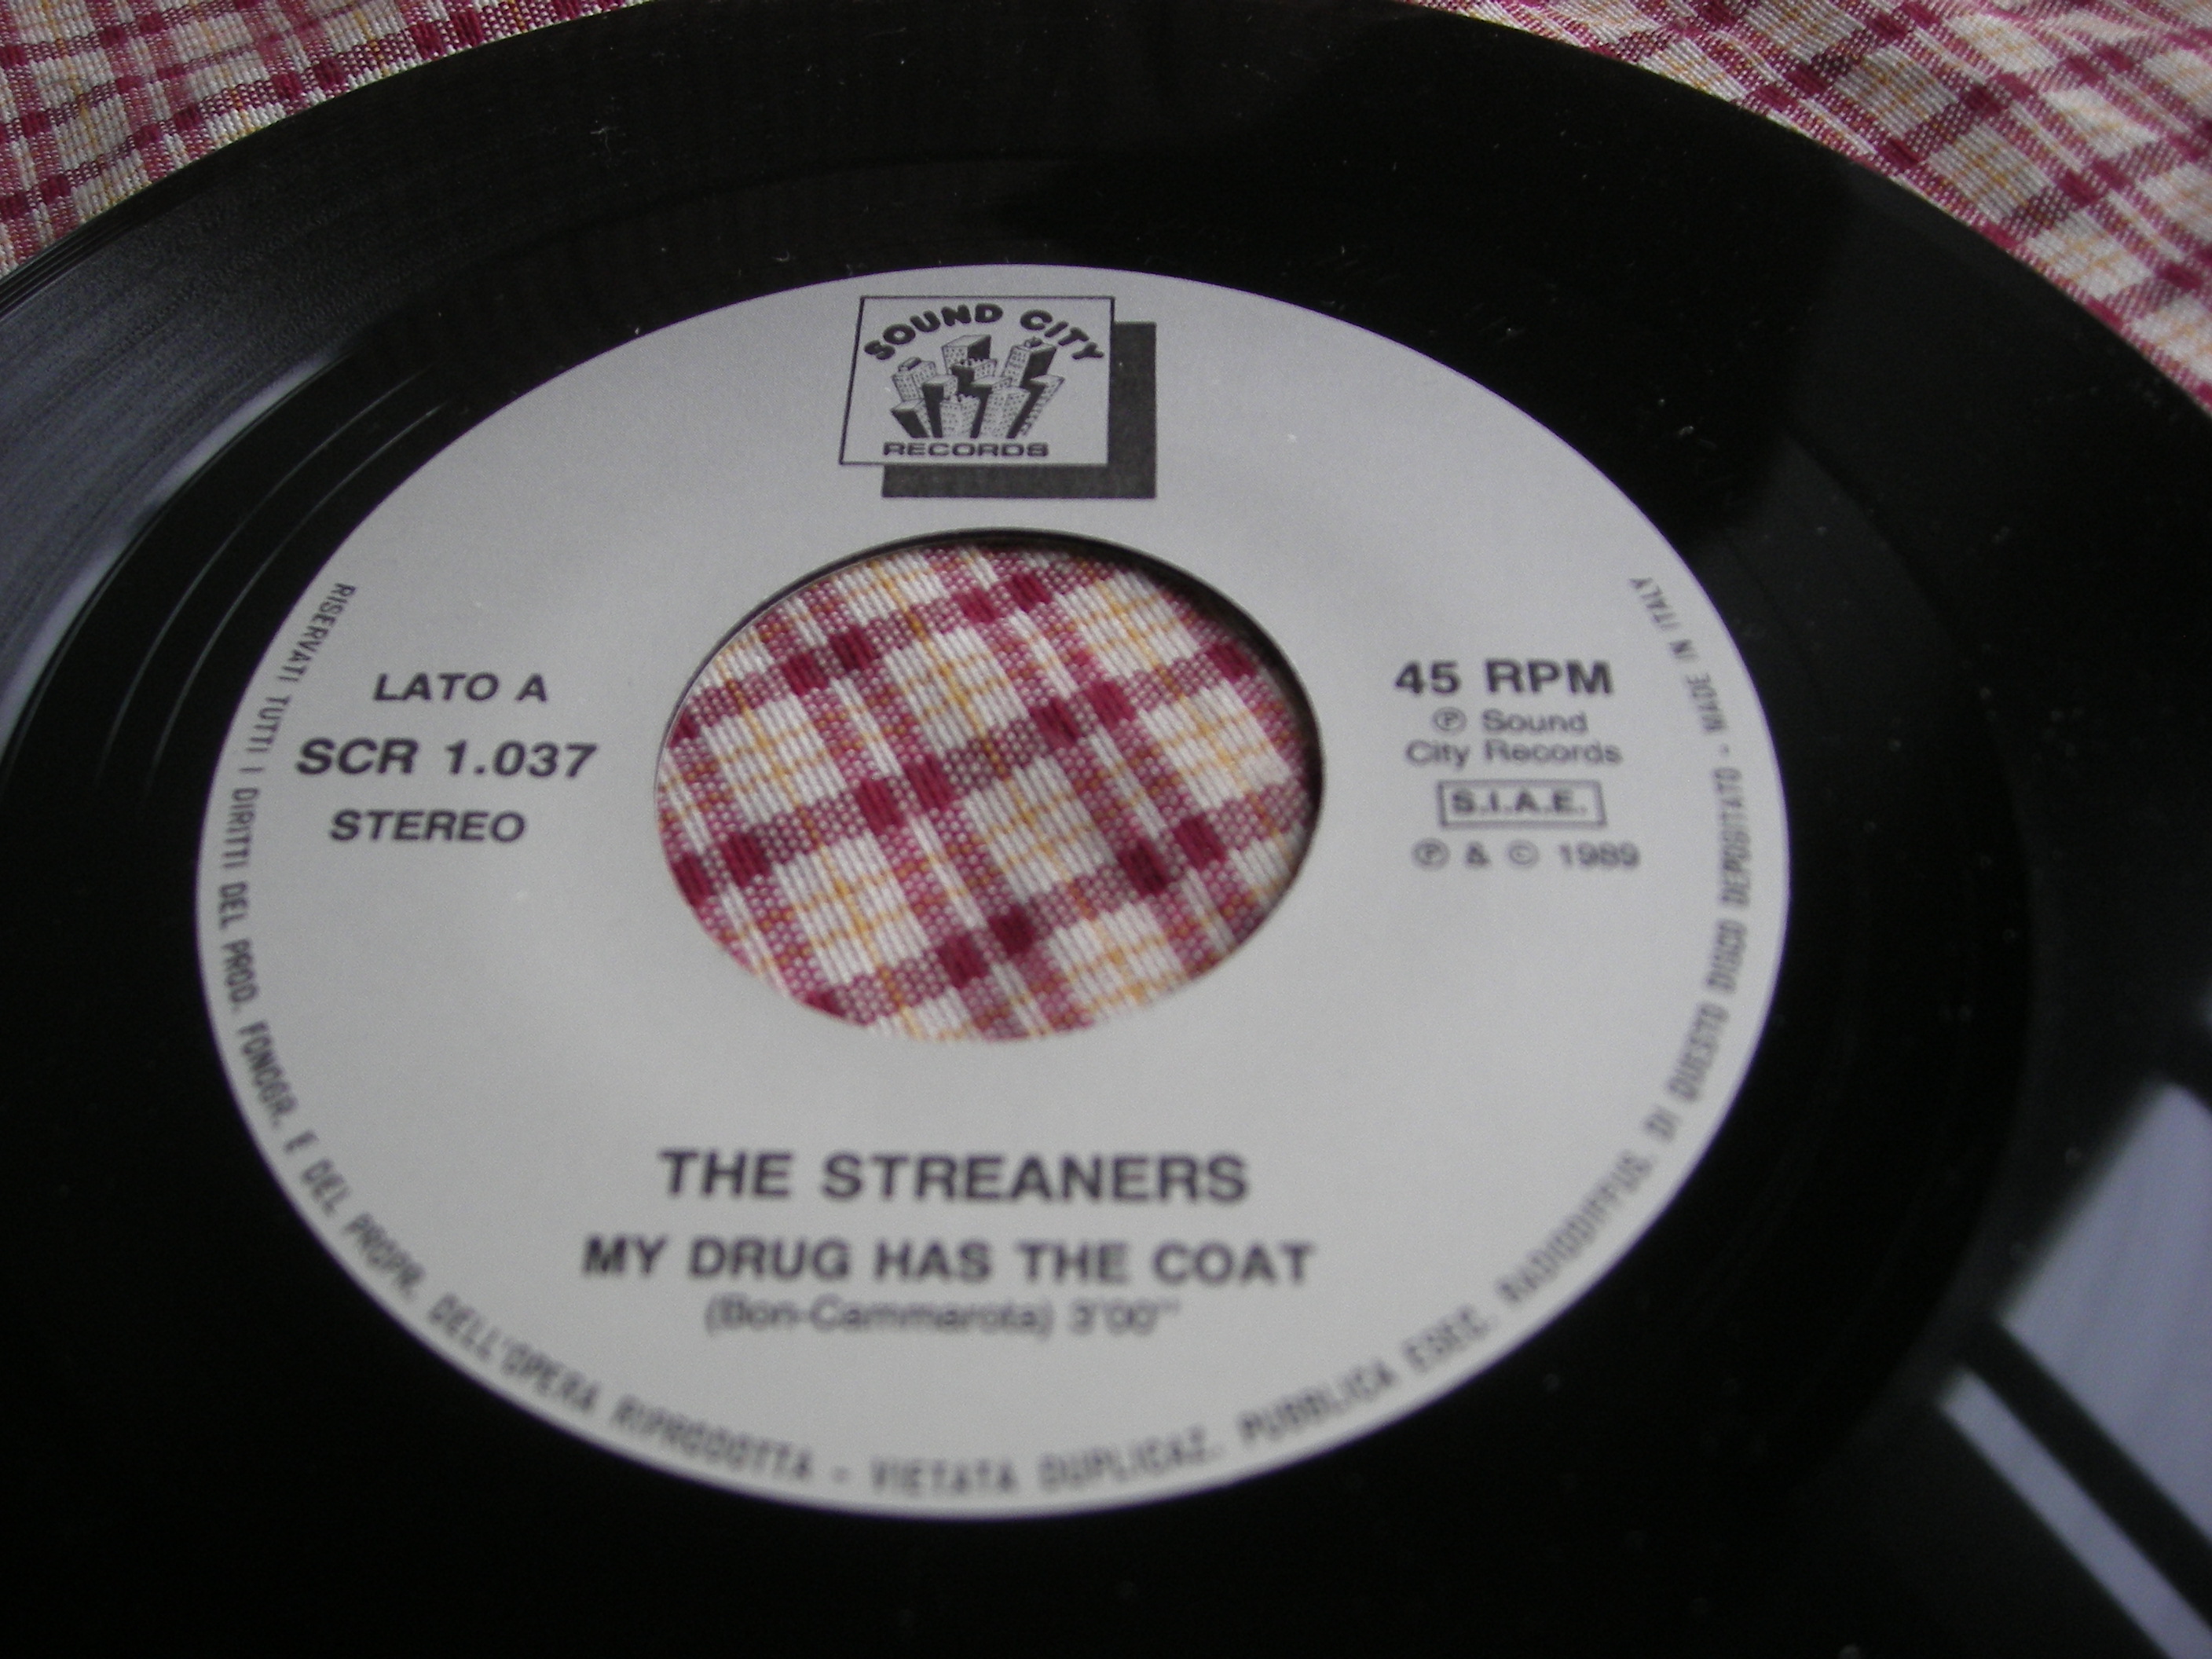 SOUND CITY
RECORDS
LATO A
SCR 1.037
STEREO
45 RPM
Ⓟ Sound
City Records
S.I.A.E.
Ⓟ & © 1989
THE STREANERS
MY DRUG HAS THE COAT
(Bon-Cammarota) 3'00"
RISERVATI TUTTI I DIRITTI DEL PROD. FONOGR. E DEL PROPR. DELL'OPERA RIPRODOTTA - VIETATA DUPLICAZ. PUBBLICA ESEC. RADIODIFFUS. DI QUESTO DISCO DEPOSITATO - MADE IN ITALY